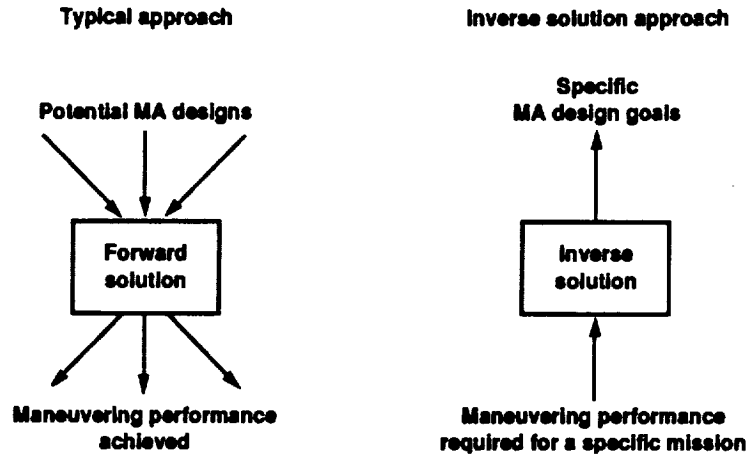 Typical approach
Potential MA designs
Forward
solution
Maneuvering performance
achieved
Inverse solution approach
Specific
MA design goals
Inverse
solution
Maneuvering performance
required for a specific mission